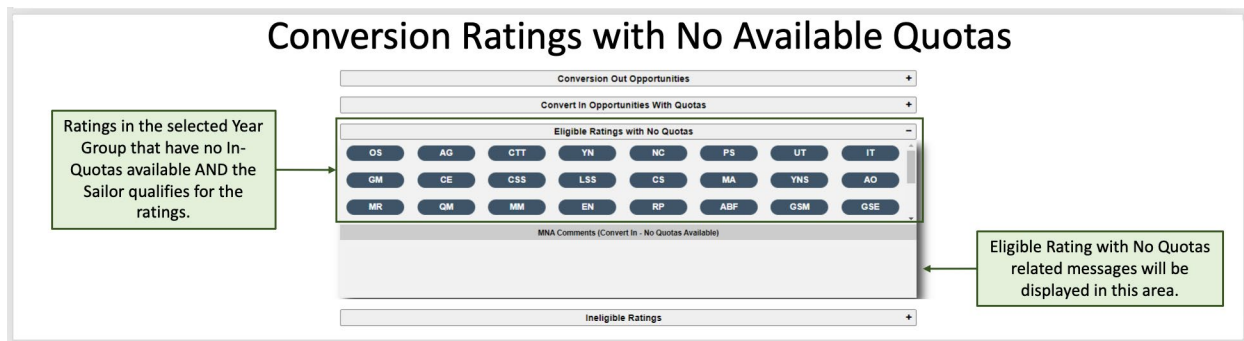 Conversion Ratings with No Available Quotas
Conversion Out Opportunities +
Convert In Opportunities With Quotas +
Eligible Ratings with No Quotas −
OS AG CTT YN NC PS UT IT
GM CE CSS LSS CS MA YNS AO
MR QM MM EN RP ABF GSM GSE
MNA Comments (Convert In - No Quotas Available)
Ineligible Ratings +
Ratings in the selected Year
Group that have no In-
Quotas available AND the
Sailor qualifies for the
ratings.
Eligible Rating with No Quotas
related messages will be
displayed in this area.